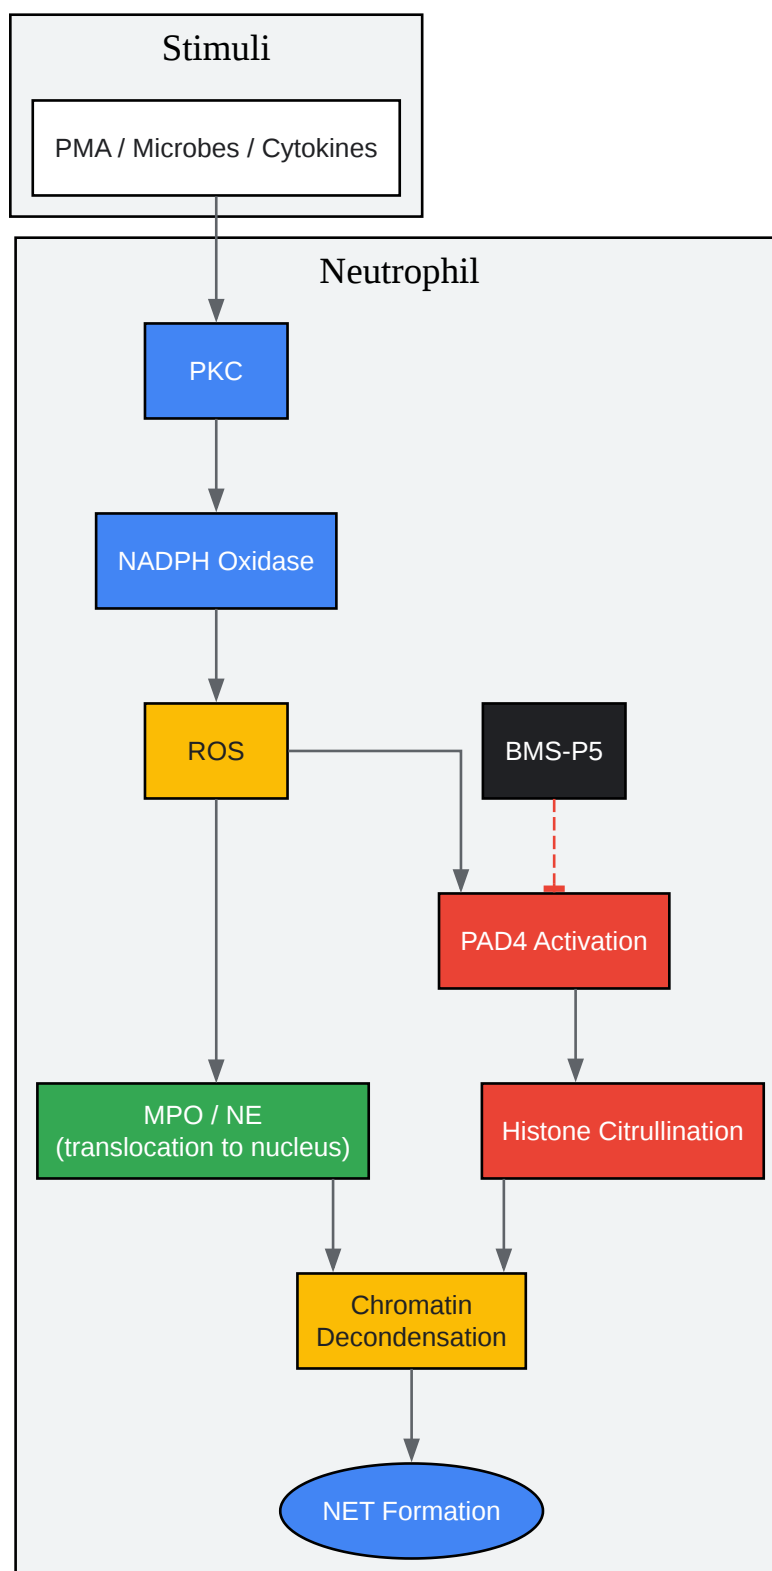 Stimuli
PMA / Microbes / Cytokines
Neutrophil
PKC
NADPH Oxidase
ROS
BMS-P5
PAD4 Activation
MPO / NE
(translocation to nucleus)
Histone Citrullination
Chromatin
Decondensation
NET Formation